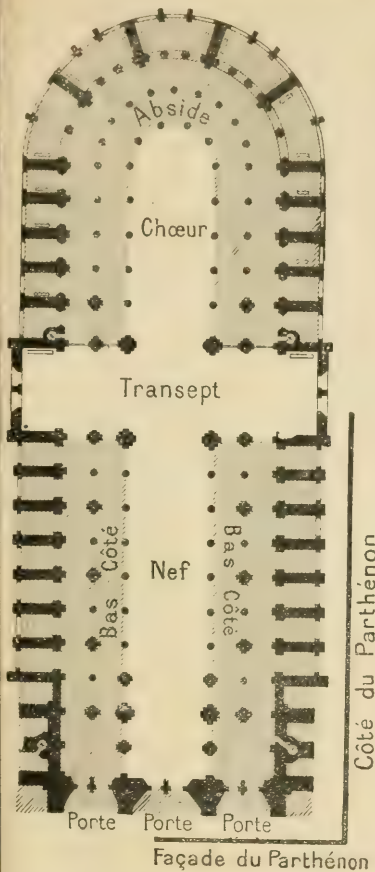 Abside
Chœur
Transept
Bas Côté
Nef
Bas Côté
Côté du Parthénon
Porte Porte Porte
Façade du Parthénon